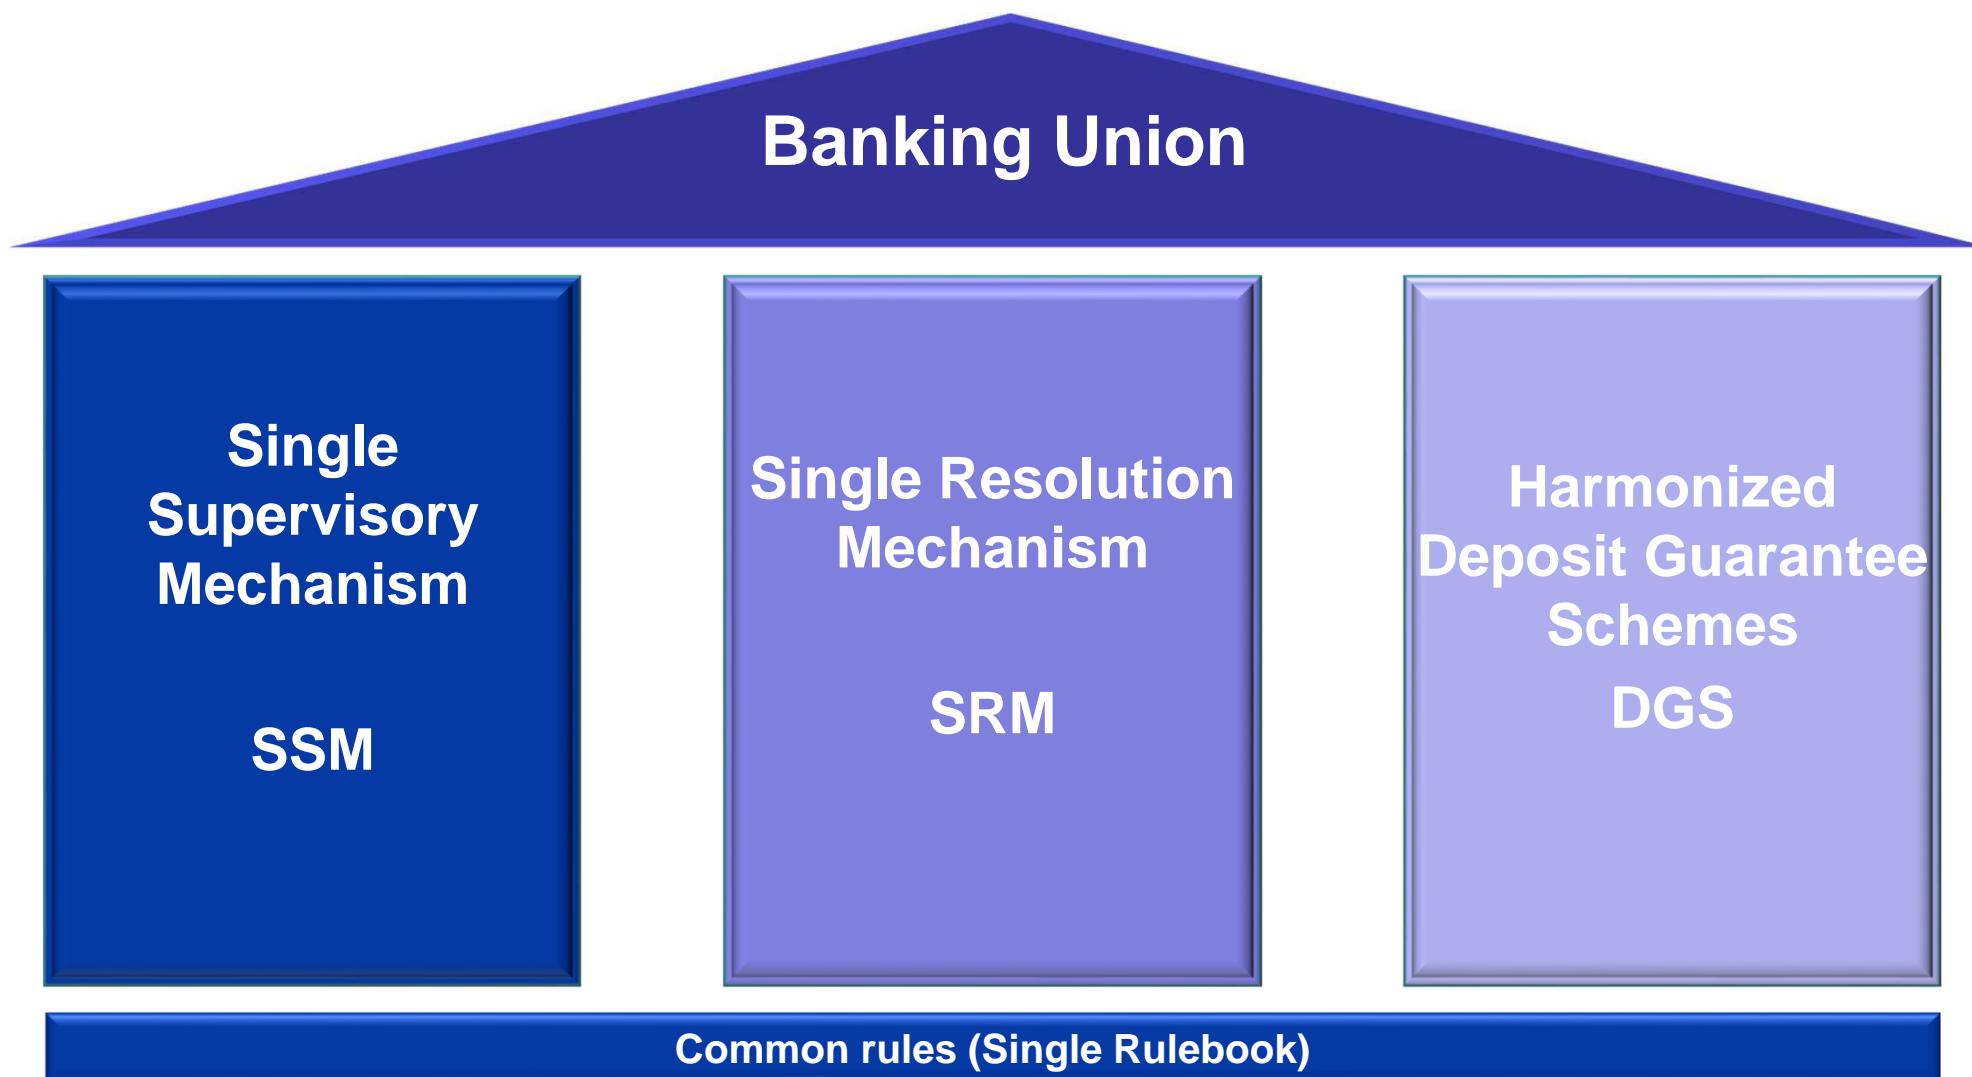 Banking Union
Single
Supervisory
Mechanism
SSM
Single Resolution
Mechanism
SRM
Harmonized
Deposit Guarantee
Schemes
DGS
Common rules (Single Rulebook)